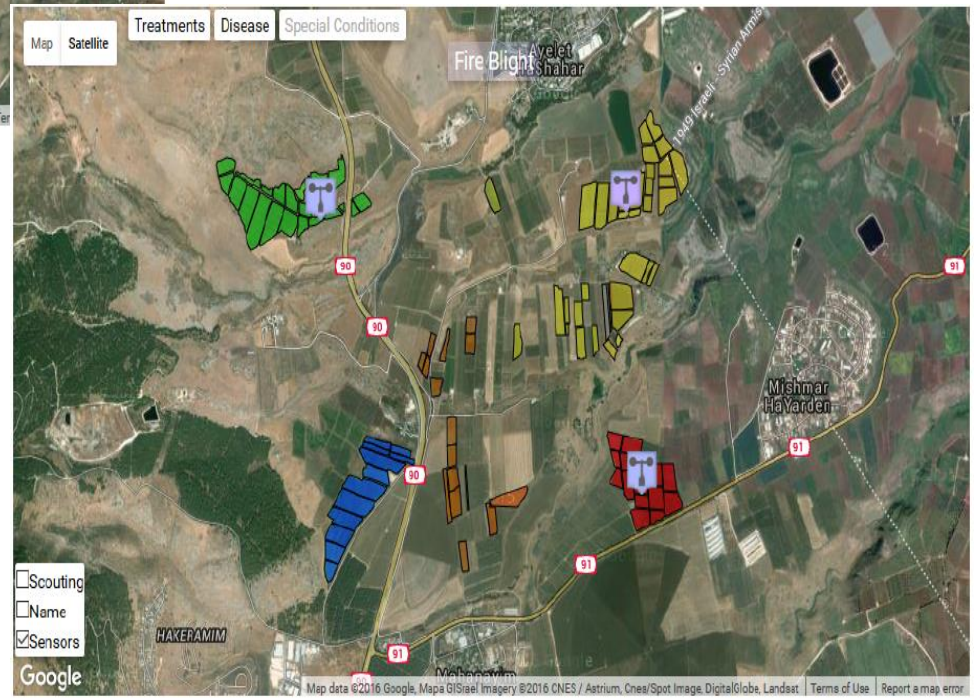 Map
Satellite
Treatments
Disease
Special Conditions
Fire Blight
Ayelet
HaShahar
1949 Israeli - Syrian Armis
90
91
90
Mishmar
HaYarden
91
90
91
Scouting
Name
Sensors
HAKERAMIM
91
90
Mahanayim
Google
Map data ©2016 Google, Mapa GISrael Imagery ©2016 CNES / Astrium, Cnes/Spot Image, DigitalGlobe, Landsat
Terms of Use
Report a map error